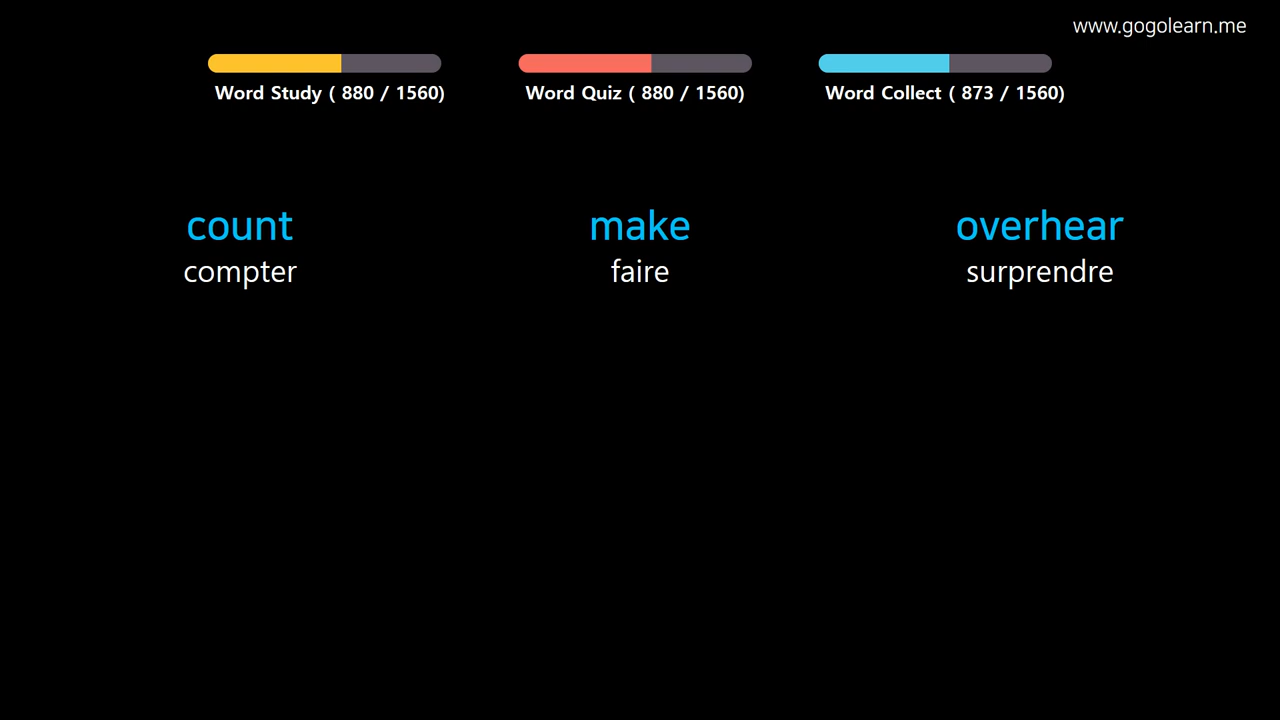 www.gogolearn.me
Word Study ( 880 / 1560)
Word Quiz ( 880 / 1560)
Word Collect ( 873 / 1560)
count
compter
make
faire
overhear
surprendre